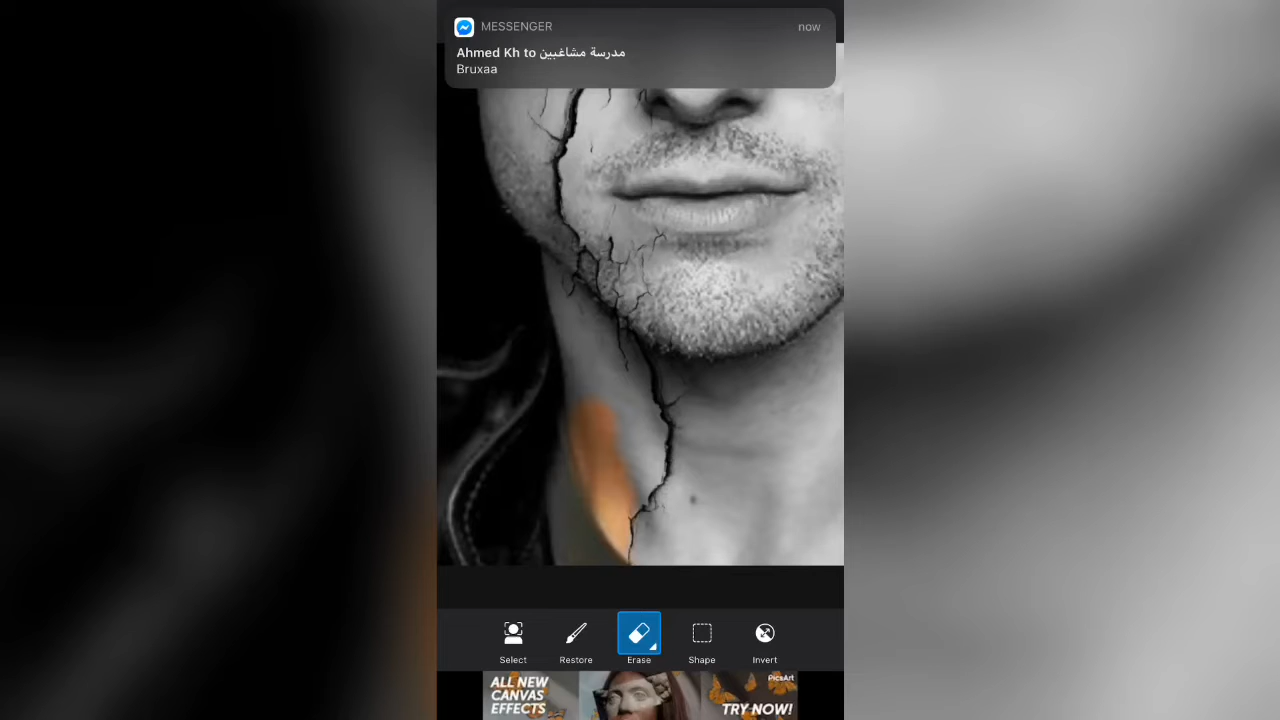 MESSENGER
now
Ahmed Kh to مدرسة مشاغبين
Bruxaa
Select
Restore
Erase
Shape
Invert
ALL NEW
CANVAS
EFFECTS
PicsArt
TRY NOW!